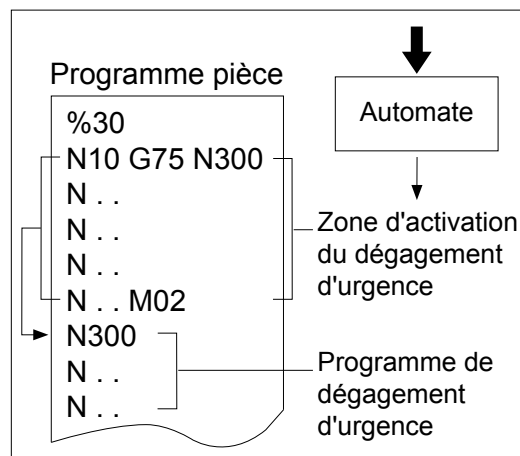 Programme pièce
%30
N10 G75 N300
N . .
N . .
N . .
N . . M02
N300
N . .
N . .
Automate
Zone d'activation
du dégagement
d'urgence
Programme de
dégagement
d'urgence